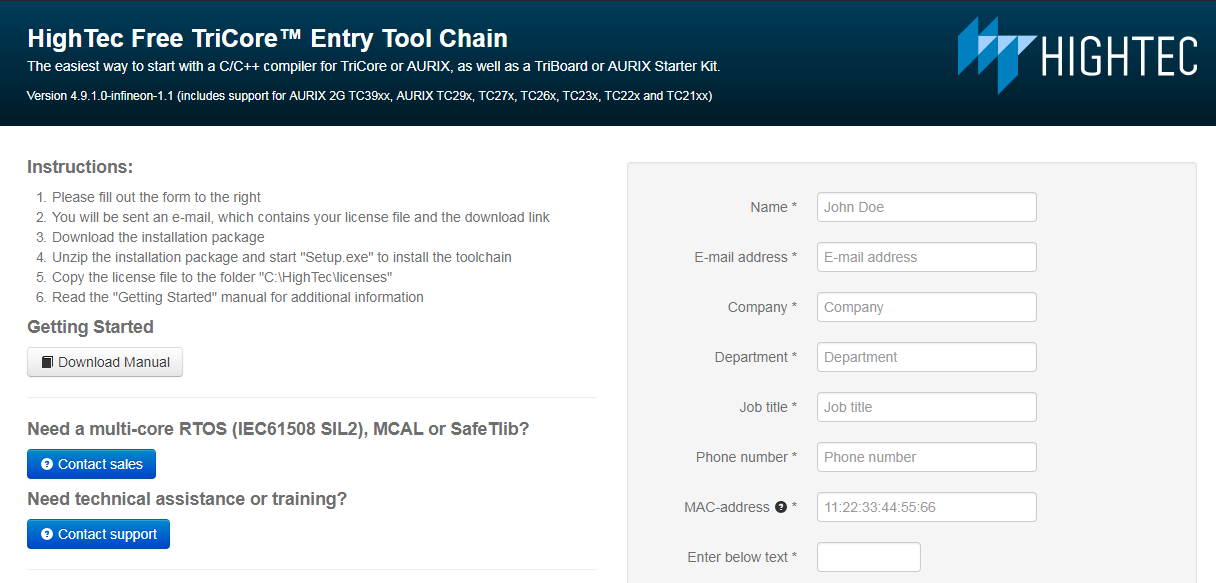 HighTec Free TriCore™ Entry Tool Chain
The easiest way to start with a C/C++ compiler for TriCore or AURIX, as well as a TriBoard or AURIX Starter Kit.
Version 4.9.1.0-infineon-1.1 (includes support for AURIX 2G TC39xx, AURIX TC29x, TC27x, TC26x, TC23x, TC22x and TC21xx)
HIGHTEC
Instructions:
1. Please fill out the form to the right
2. You will be sent an e-mail, which contains your license file and the download link
3. Download the installation package
4. Unzip the installation package and start "Setup.exe" to install the toolchain
5. Copy the license file to the folder "C:\HighTec\licenses"
6. Read the "Getting Started" manual for additional information
Getting Started
Download Manual
Need a multi-core RTOS (IEC61508 SIL2), MCAL or SafeTlib?
Contact sales
Need technical assistance or training?
Contact support
Name * John Doe
E-mail address * E-mail address
Company * Company
Department * Department
Job title * Job title
Phone number * Phone number
MAC-address ? * 11:22:33:44:55:66
Enter below text *